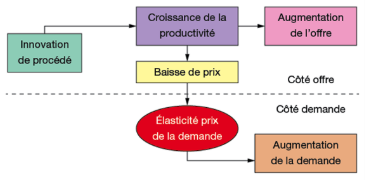 Croissance de la
productivité
Augmentation
de l'offre
Innovation
de procédé
Baisse de prix
Côté offre
Côté demande
Élasticité prix
de la demande
Augmentation
de la demande